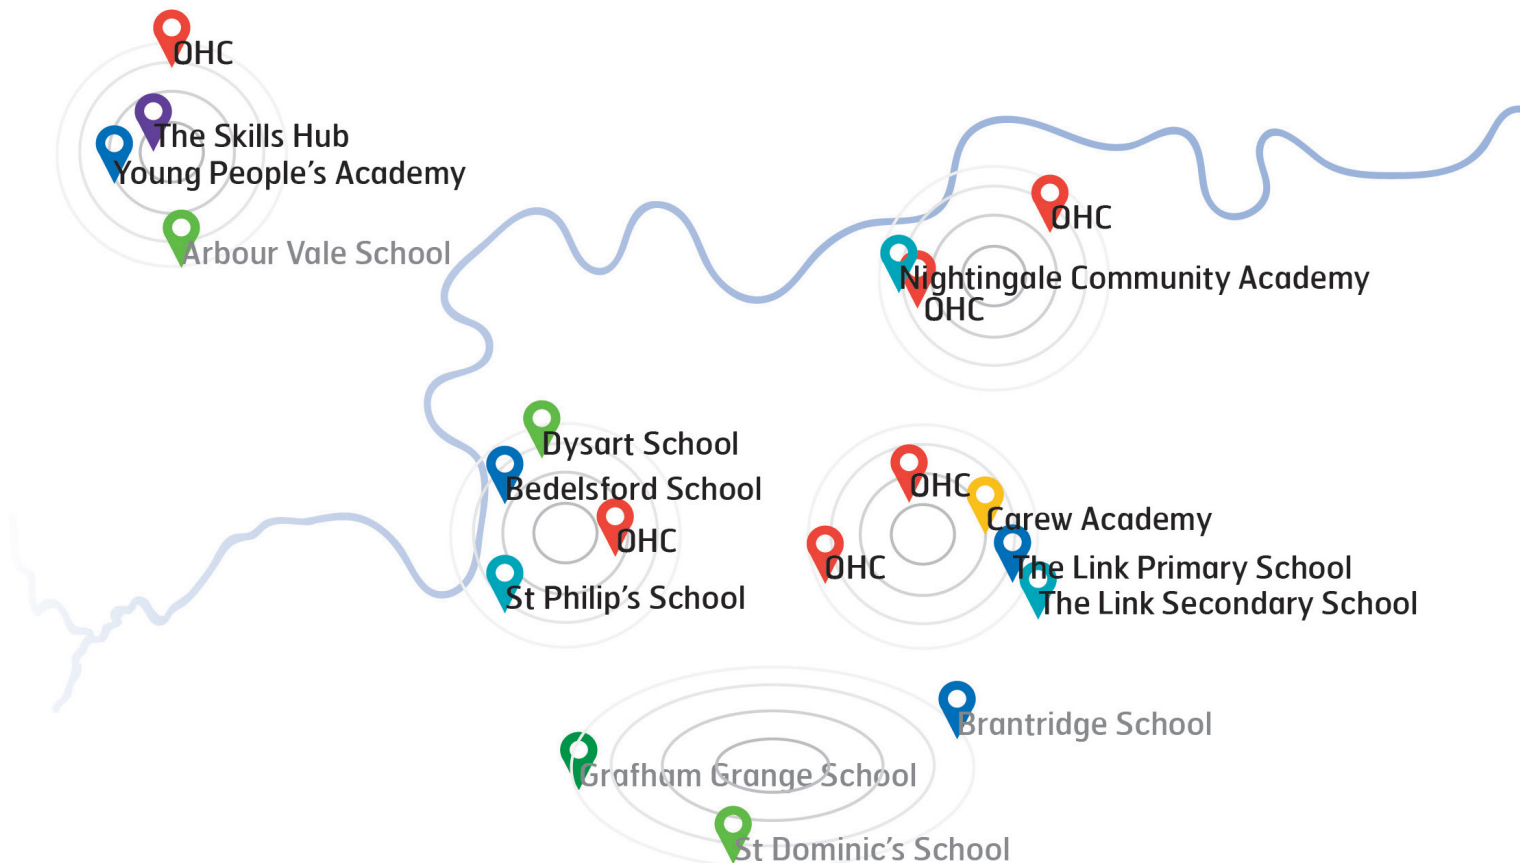 OHC
The Skills Hub
Young People’s Academy
Arbour Vale School
OHC
Nightingale Community Academy
OHC
Dysart School
Bedelsford School
OHC
St Philip’s School
OHC
Carew Academy
OHC
The Link Primary School
The Link Secondary School
Brantridge School
Grafham Grange School
St Dominic’s School